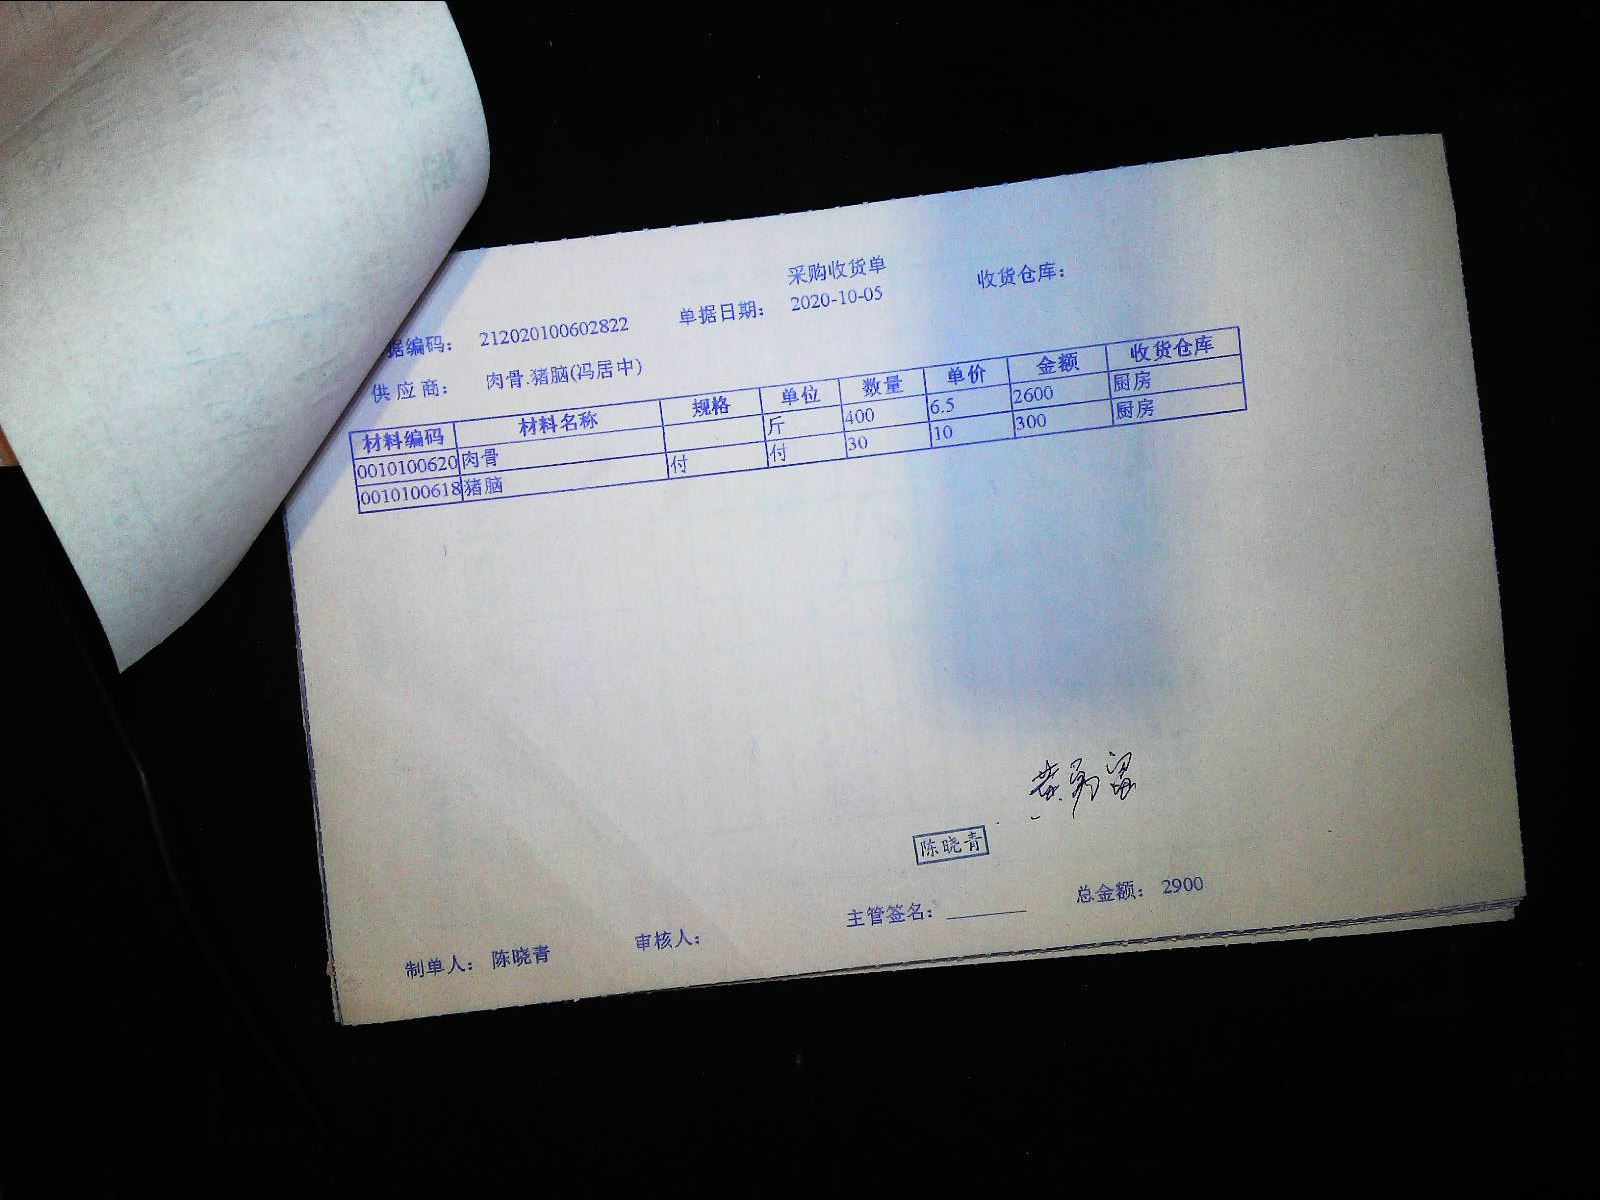 采购收货单
据编码： 212020100602822 单据日期： 2020-10-05 收货仓库：
供应商： 肉骨.猪脑(冯居中)
材料编码 材料名称 规格 单位 数量 单价 金额 收货仓库
0010100620 肉骨 斤 400 6.5 2600 厨房
0010100618 猪脑 付 付 30 10 300 厨房
陈晓青
制单人： 陈晓青 审核人： 主管签名： 总金额： 2900